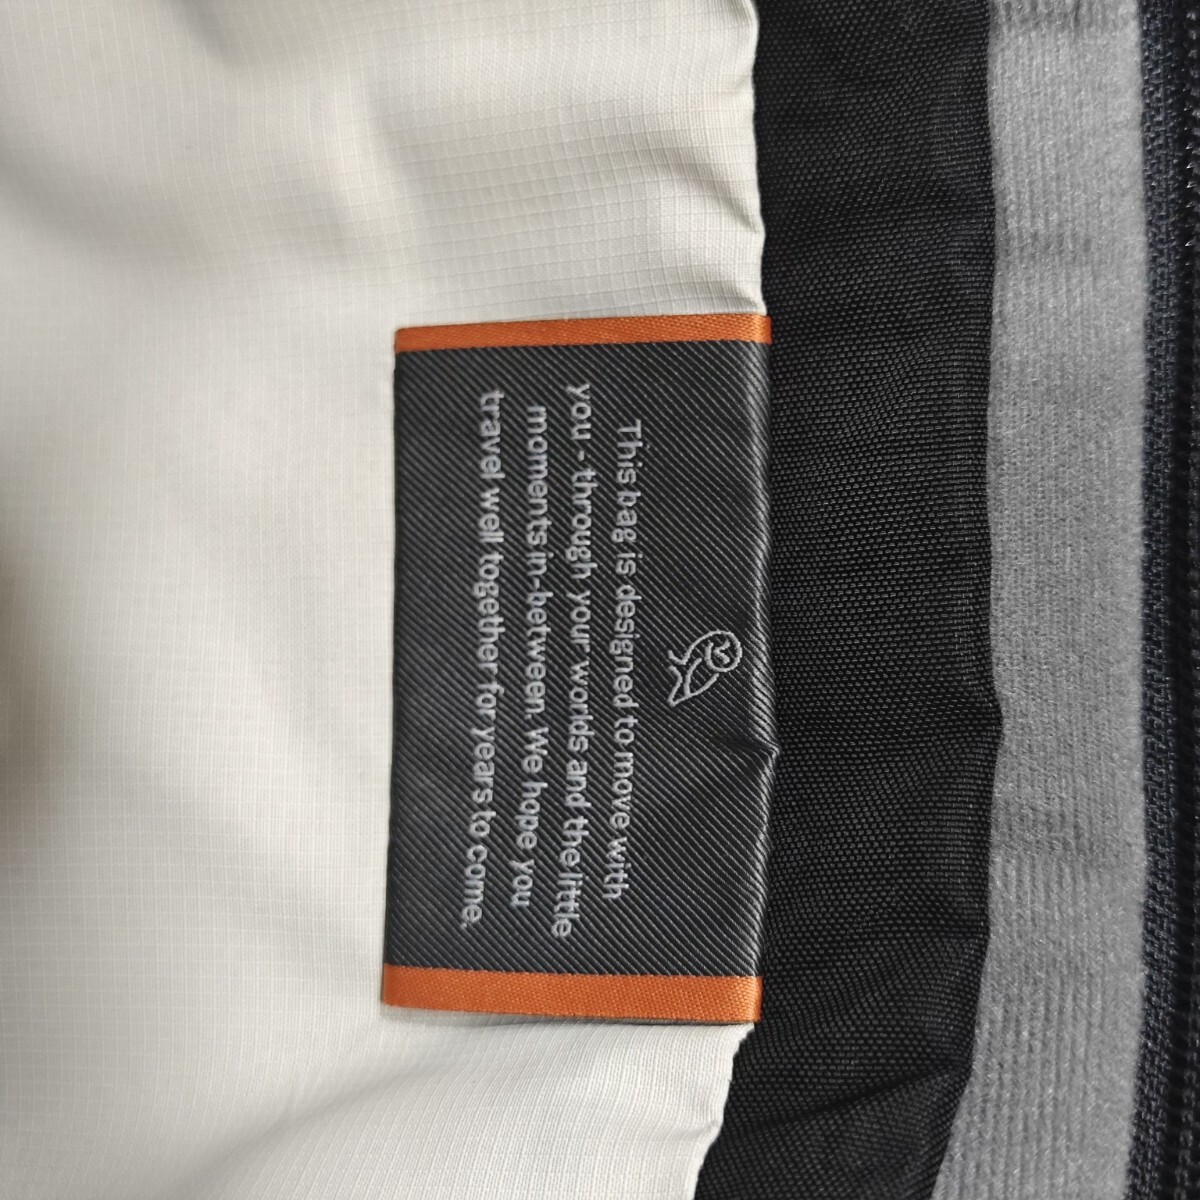 This bag is designed to move with
you - through your worlds and the little
moments in-between. We hope you
travel well together for years to come.